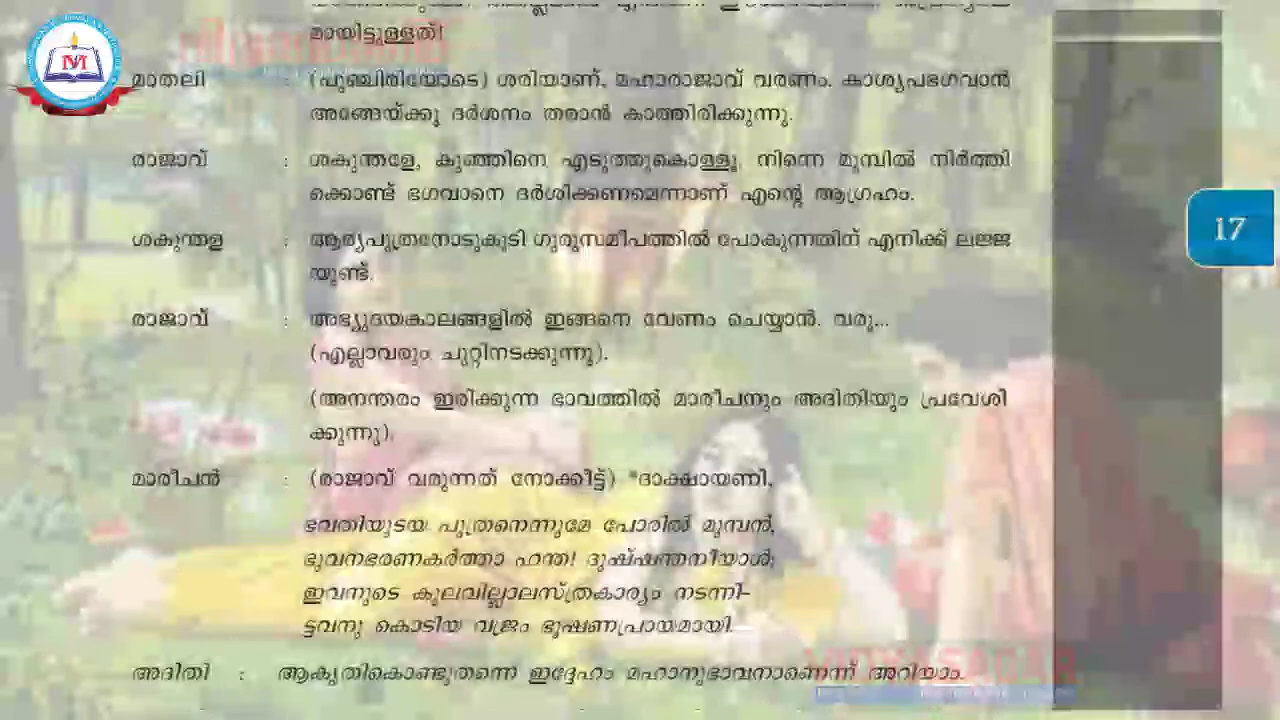 മായിട്ടുള്ളത്!
മാതലി : (പുഞ്ചിരിയോടെ) ശരിയാണ്, മഹാരാജാവ് വരണം. കാശ്യപഭഗവാൻ
അങ്ങേയ്ക്കു ദർശനം തരാൻ കാത്തിരിക്കുന്നു.
രാജാവ് : ശകുന്തളേ, കുഞ്ഞിനെ എടുത്തുകൊള്ളൂ, നിന്നെ മുമ്പിൽ നിർത്തി
ക്കൊണ്ട് ഭഗവാനെ ദർശിക്കണമെന്നാണ് എന്റെ ആഗ്രഹം.
ശകുന്തള : ആര്യപുത്രനോടുകൂടി ഗുരുസമീപത്തിൽ പോകുന്നതിന് എനിക്ക് ലജ്ജ
യുണ്ട്.
17
രാജാവ് : അഭ്യുദയകാലങ്ങളിൽ ഇങ്ങനെ വേണം ചെയ്യാൻ. വരൂ...
(എല്ലാവരും ചുറ്റിനടക്കുന്നു).
(അനന്തരം ഇരിക്കുന്ന ഭാവത്തിൽ മാരീചനും അദിതിയും പ്രവേശി
ക്കുന്നു).
മാരീചൻ : (രാജാവ് വരുന്നത് നോക്കീട്ട്) *ദാക്ഷായണി,
ഭവതിയുടയ പുത്രനെന്നുമേ പോരിൽ മുമ്പൻ,
ഭുവനഭരണകർത്താ ഹന്ത! ദുഷ്ഷന്തനീയാൾ;
ഇവനുടെ കുലവില്ലാലസ്ത്രകാര്യം നടന്നി-
ട്ടവനു കൊടിയ വജ്രം ഭൂഷണപ്രായമായി.
അദിതി : ആകൃതികൊണ്ടുതന്നെ ഇദ്ദേഹം മഹാനുഭാവനാണെന്ന് അറിയാം.
VIDYASAGAR